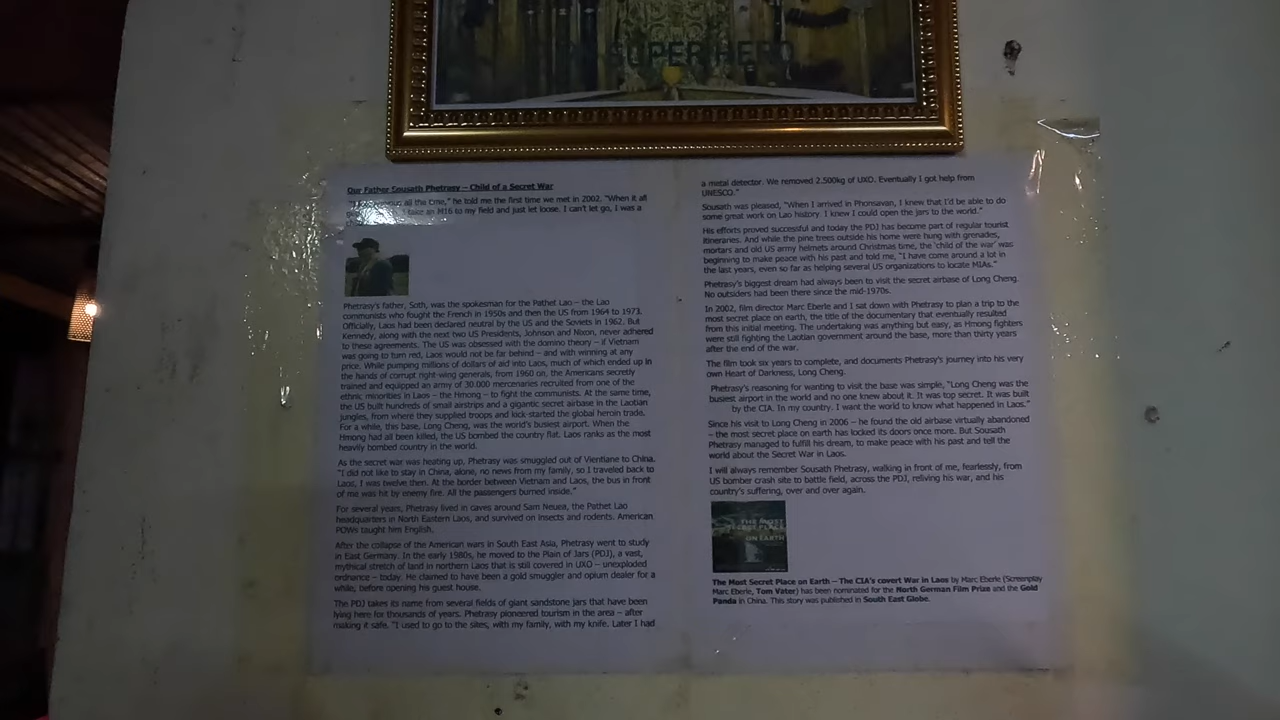 SUPER HERO
Our Father Sousath Phetrasy – Child of a Secret War
all the time," he told me the first time we met in 2002. "When it all
take an M16 to my field and just let loose. I can't let go, I was a
Phetrasy's father, Soth, was the spokesman for the Pathet Lao – the Lao
communists who fought the French in 1950s and then the US from 1964 to 1973.
Officially, Laos had been declared neutral by the US and the Soviets in 1962. But
Kennedy, along with the next two US Presidents, Johnson and Nixon, never adhered
to these agreements. The US was obsessed with the domino theory – if Vietnam
was going to turn red, Laos would not be far behind – and with winning at any
price. While pumping millions of dollars of aid into Laos, much of which ended up in
the hands of corrupt right-wing generals, from 1960 on, the Americans secretly
trained and equipped an army of 30.000 mercenaries recruited from one of the
ethnic minorities in Laos – the Hmong – to fight the communists. At the same time,
the US built hundreds of small airstrips and a gigantic secret airbase in the Laotian
jungles, from where they supplied troops and kick-started the global heroin trade.
For a while, this base, Long Cheng, was the world's busiest airport. When the
Hmong had all been killed, the US bombed the country flat. Laos ranks as the most
heavily bombed country in the world.
As the secret war was heating up, Phetrasy was smuggled out of Vientiane to China.
"I did not like to stay in China, alone, no news from my family, so I traveled back to
Laos. I was twelve then. At the border between Vietnam and Laos, the bus in front
of me was hit by enemy fire. All the passengers burned inside."
For several years, Phetrasy lived in caves around Sam Neuea, the Pathet Lao
headquarters in North Eastern Laos, and survived on insects and rodents. American
POWs taught him English.
After the collapse of the American wars in South East Asia, Phetrasy went to study
in East Germany. In the early 1980s, he moved to the Plain of Jars (PDJ), a vast,
mythical stretch of land in northern Laos that is still covered in UXO – unexploded
ordnance – today. He claimed to have been a gold smuggler and opium dealer for a
while, before opening his guest house.
The PDJ takes its name from several fields of giant sandstone jars that have been
lying here for thousands of years. Phetrasy pioneered tourism in the area – after
making it safe. "I used to go to the sites, with my family, with my knife. Later I had
a metal detector. We removed 2.500kg of UXO. Eventually I got help from
UNESCO."
Sousath was pleased, "When I arrived in Phonsavan, I knew that I'd be able to do
some great work on Lao history. I knew I could open the jars to the world."
His efforts proved successful and today the PDJ has become part of regular tourist
itineraries. And while the pine trees outside his home were hung with grenades,
mortars and old US army helmets around Christmas time, the 'child of the war' was
beginning to make peace with his past and told me, "I have come around a lot in
the last years, even so far as helping several US organizations to locate MIAs."
Phetrasy's biggest dream had always been to visit the secret airbase of Long Cheng.
No outsiders had been there since the mid-1970s.
In 2002, film director Marc Eberle and I sat down with Phetrasy to plan a trip to the
most secret place on earth, the title of the documentary that eventually resulted
from this initial meeting. The undertaking was anything but easy, as Hmong fighters
were still fighting the Laotian government around the base, more than thirty years
after the end of the war.
The film took six years to complete, and documents Phetrasy's journey into his very
own Heart of Darkness, Long Cheng.
Phetrasy's reasoning for wanting to visit the base was simple, "Long Cheng was the
busiest airport in the world and no one knew about it. It was top secret. It was built
by the CIA. In my country. I want the world to know what happened in Laos."
Since his visit to Long Cheng in 2006 – he found the old airbase virtually abandoned
– the most secret place on earth has locked its doors once more. But Sousath
Phetrasy managed to fulfill his dream, to make peace with his past and tell the
world about the Secret War in Laos.
I will always remember Sousath Phetrasy, walking in front of me, fearlessly, from
US bomber crash site to battle field, across the PDJ, reliving his war, and his
country's suffering, over and over again.
THE MOST
SECRET PLACE
ON EARTH
The Most Secret Place on Earth – The CIA's covert War in Laos by Marc Eberle (Screenplay
Marc Eberle, Tom Vater) has been nominated for the North German Film Prize and the Gold
Panda in China. This story was published in South East Globe.